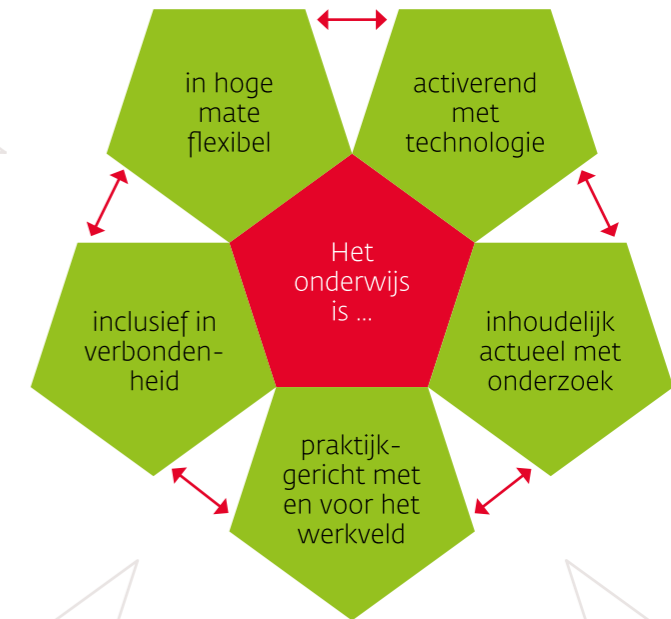 in hoge
mate
flexibel
activerend
met
technologie
Het
onderwijs
is ...
inclusief in
verbonden-
heid
inhoudelijk
actueel met
onderzoek
praktijk-
gericht met
en voor het
werkveld